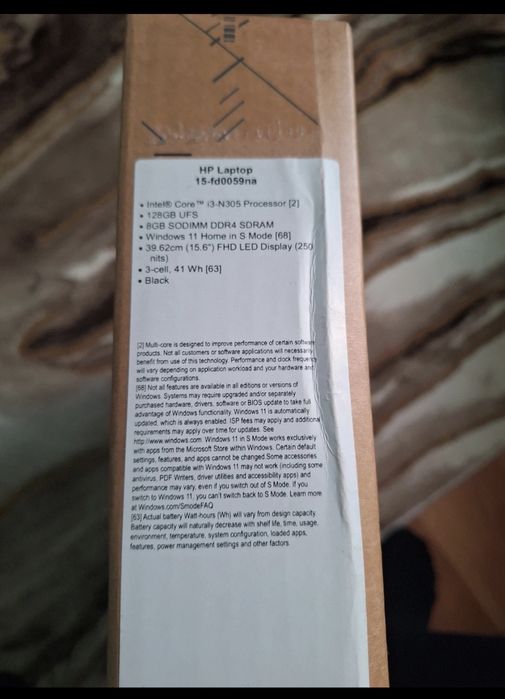 HP Laptop
15-fd0059na
• Intel® Core™ i3-N305 Processor [2]
• 128GB UFS
• 8GB SODIMM DDR4 SDRAM
• Windows 11 Home in S Mode [68]
• 39.62cm (15.6") FHD LED Display (250
nits)
• 3-cell, 41 Wh [63]
• Black
[2] Multi-core is designed to improve performance of certain software
products. Not all customers or software applications will necessarily
benefit from use of this technology. Performance and clock frequency
will vary depending on application workload and your hardware and
software configurations.
[68] Not all features are available in all editions or versions of
Windows. Systems may require upgraded and/or separately
purchased hardware, drivers, software or BIOS update to take full
advantage of Windows functionality. Windows 11 is automatically
updated, which is always enabled. ISP fees may apply and additional
requirements may apply over time for updates. See
http://www.windows.com. Windows 11 in S Mode works exclusively
with apps from the Microsoft Store within Windows. Certain default
settings, features, and apps cannot be changed.Some accessories
and apps compatible with Windows 11 may not work (including some
antivirus, PDF Writers, driver utilities and accessibility apps) and
performance may vary, even if you switch out of S Mode. If you
switch to Windows 11, you can't switch back to S Mode. Learn more
at Windows.com/SmodeFAQ
[63] Actual battery Watt-hours (Wh) will vary from design capacity.
Battery capacity will naturally decrease with shelf life, time, usage,
environment, temperature, system configuration, loaded apps,
features, power management settings and other factors.